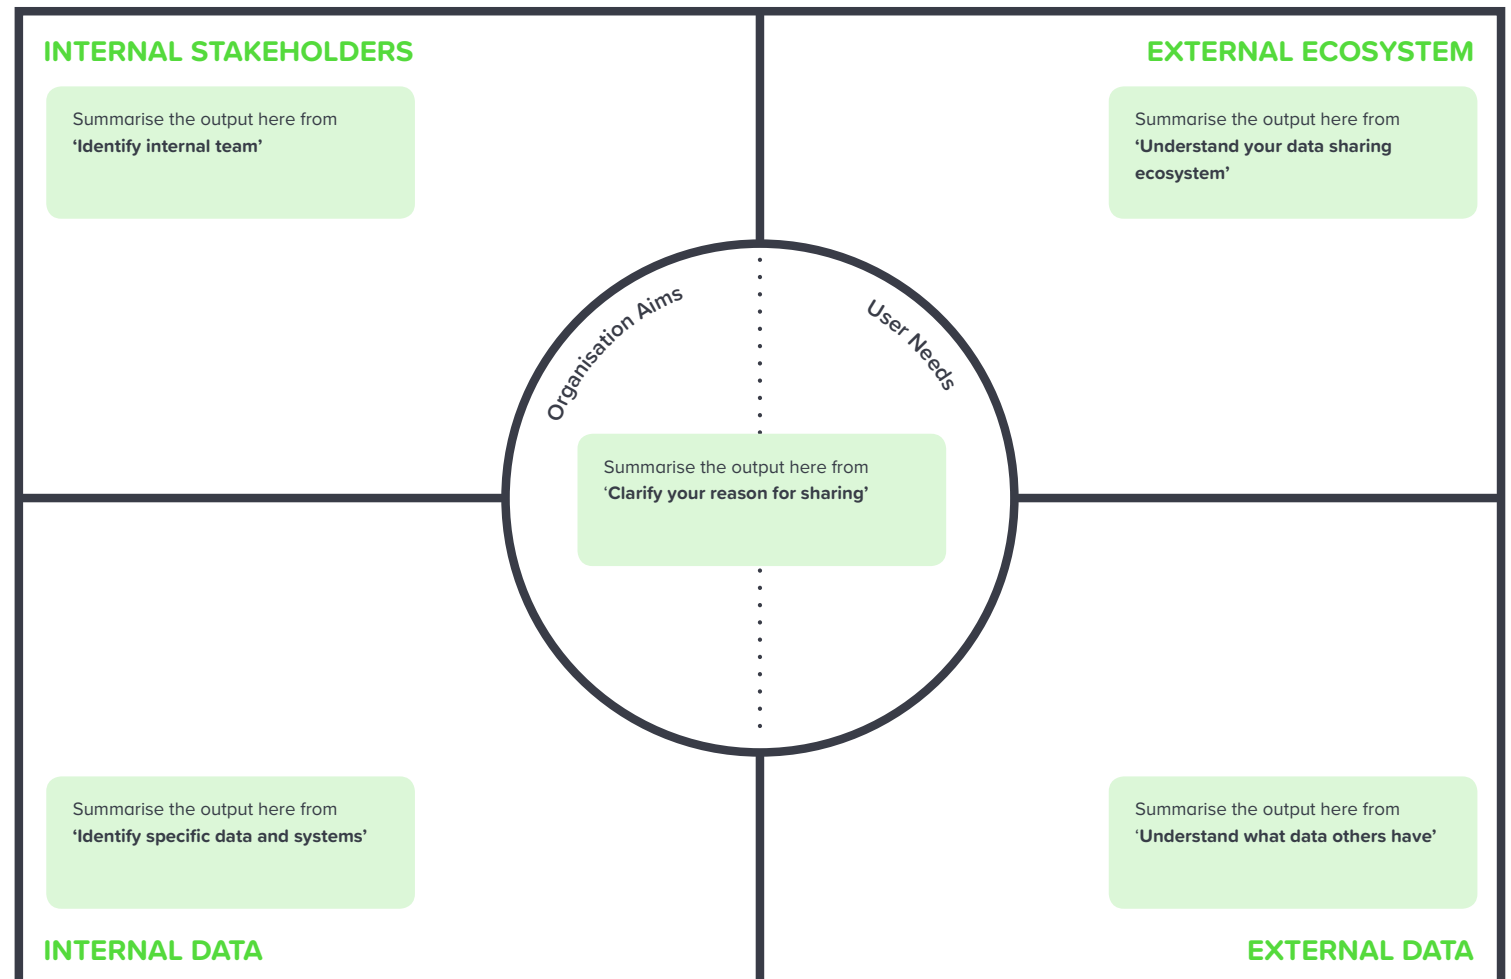 INTERNAL STAKEHOLDERS
Summarise the output here from
‘Identify internal team’
EXTERNAL ECOSYSTEM
Summarise the output here from
‘Understand your data sharing
ecosystem’
Organisation Aims
User Needs
Summarise the output here from
‘Clarify your reason for sharing’
Summarise the output here from
‘Identify specific data and systems’
INTERNAL DATA
Summarise the output here from
‘Understand what data others have’
EXTERNAL DATA